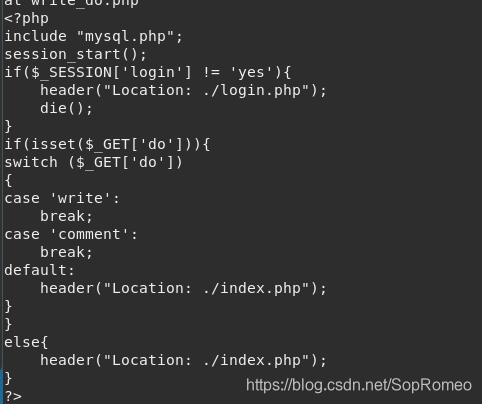 at write_do.php
<?php
include "mysql.php";
session_start();
if($_SESSION['login'] != 'yes'){
    header("Location: ./login.php");
    die();
}
if(isset($_GET['do'])){
switch ($_GET['do'])
{
case 'write':
    break;
case 'comment':
    break;
default:
    header("Location: ./index.php");
}
}
else{
    header("Location: ./index.php");
}
?>
https://blog.csdn.net/SopRomeo